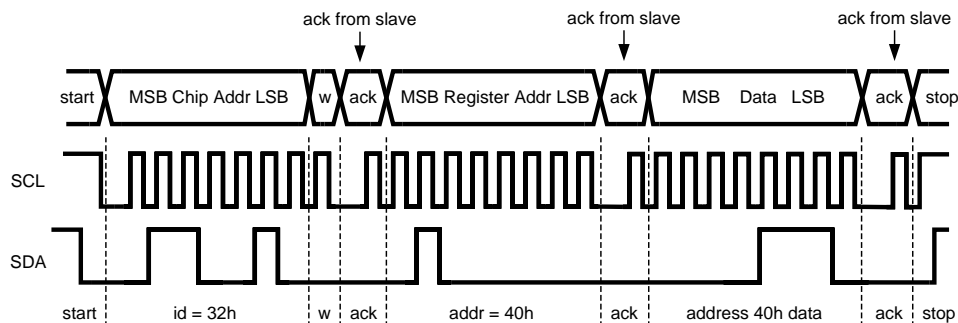 ack from slave ack from slave ack from slave
start MSB Chip Addr LSB w ack MSB Register Addr LSB ack MSB Data LSB ack stop
SCL
SDA
start id = 32h w ack addr = 40h ack address 40h data ack stop